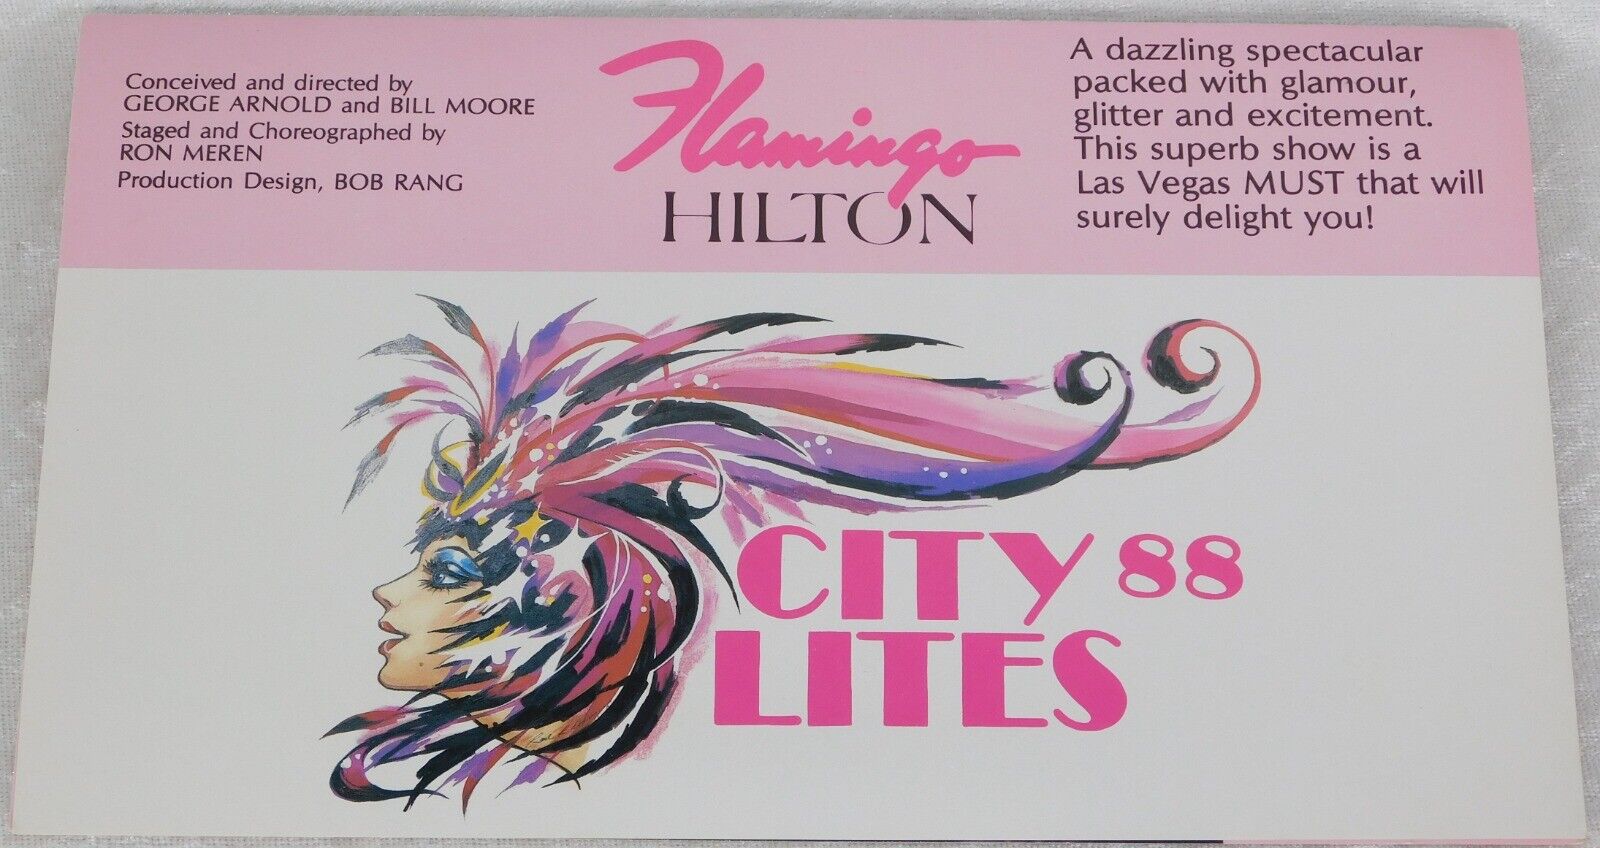 Conceived and directed by
GEORGE ARNOLD and BILL MOORE
Staged and Choreographed by
RON MEREN
Production Design, BOB RANG
Flamingo
HILTON
A dazzling spectacular
packed with glamour,
glitter and excitement.
This superb show is a
Las Vegas MUST that will
surely delight you!
CITY 88
LITES